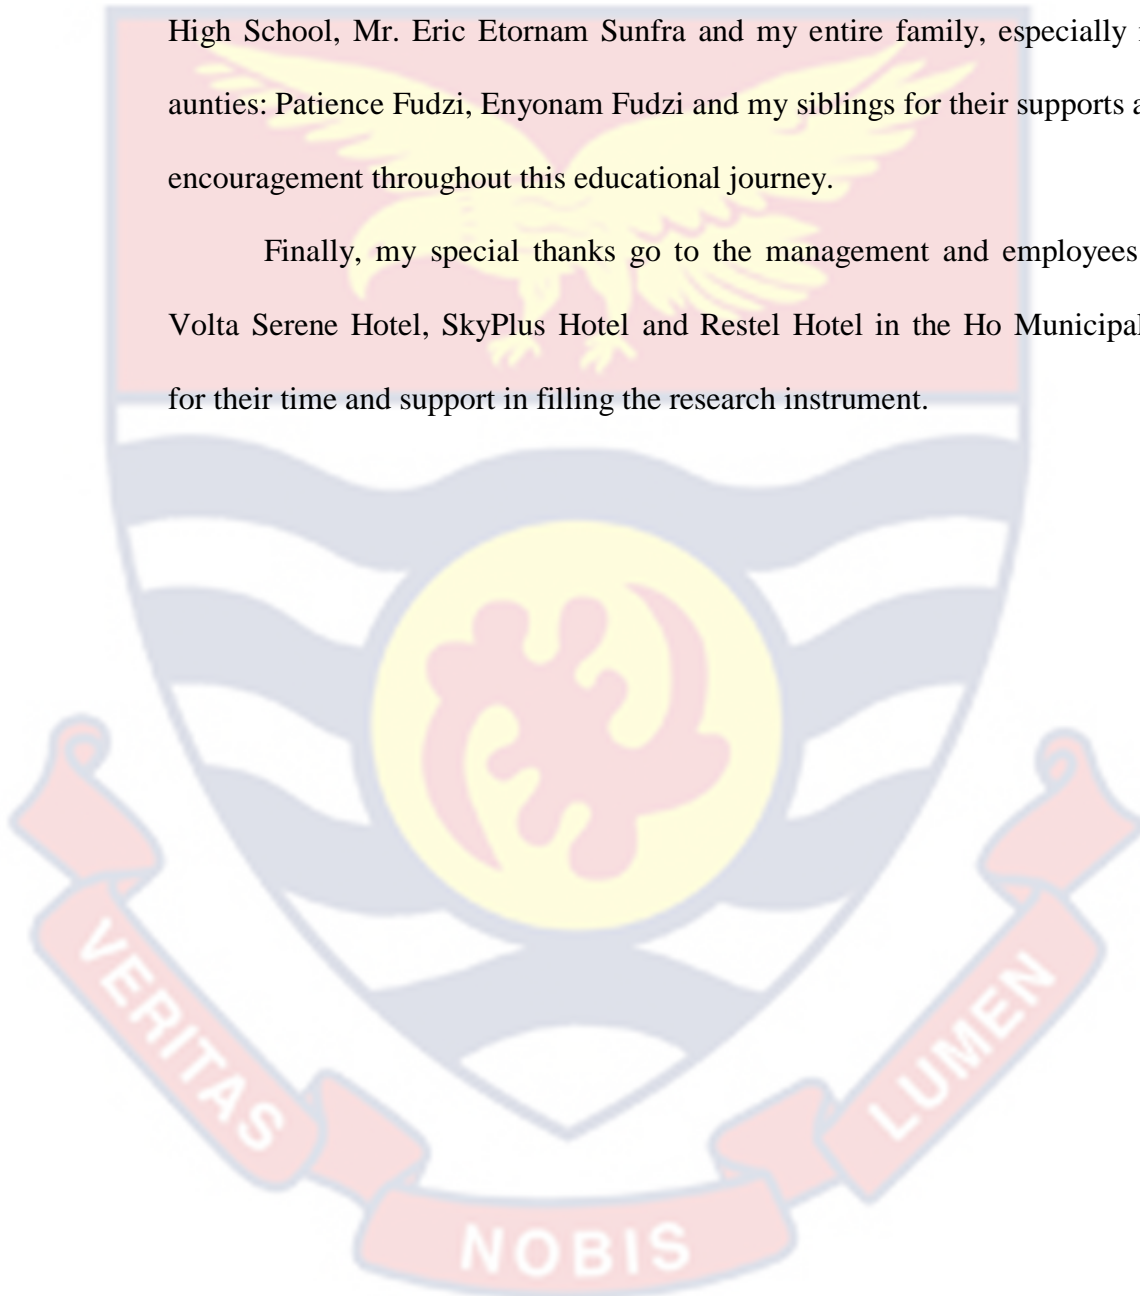 High School, Mr. Eric Etornam Sunfra and my entire family, especially
aunties: Patience Fudzi, Enyonam Fudzi and my siblings for their supports
encouragement throughout this educational journey.
Finally, my special thanks go to the management and employees
Volta Serene Hotel, SkyPlus Hotel and Restel Hotel in the Ho
for their time and support in filling the research instrument.
VERITAS
NOBIS
LUMEN